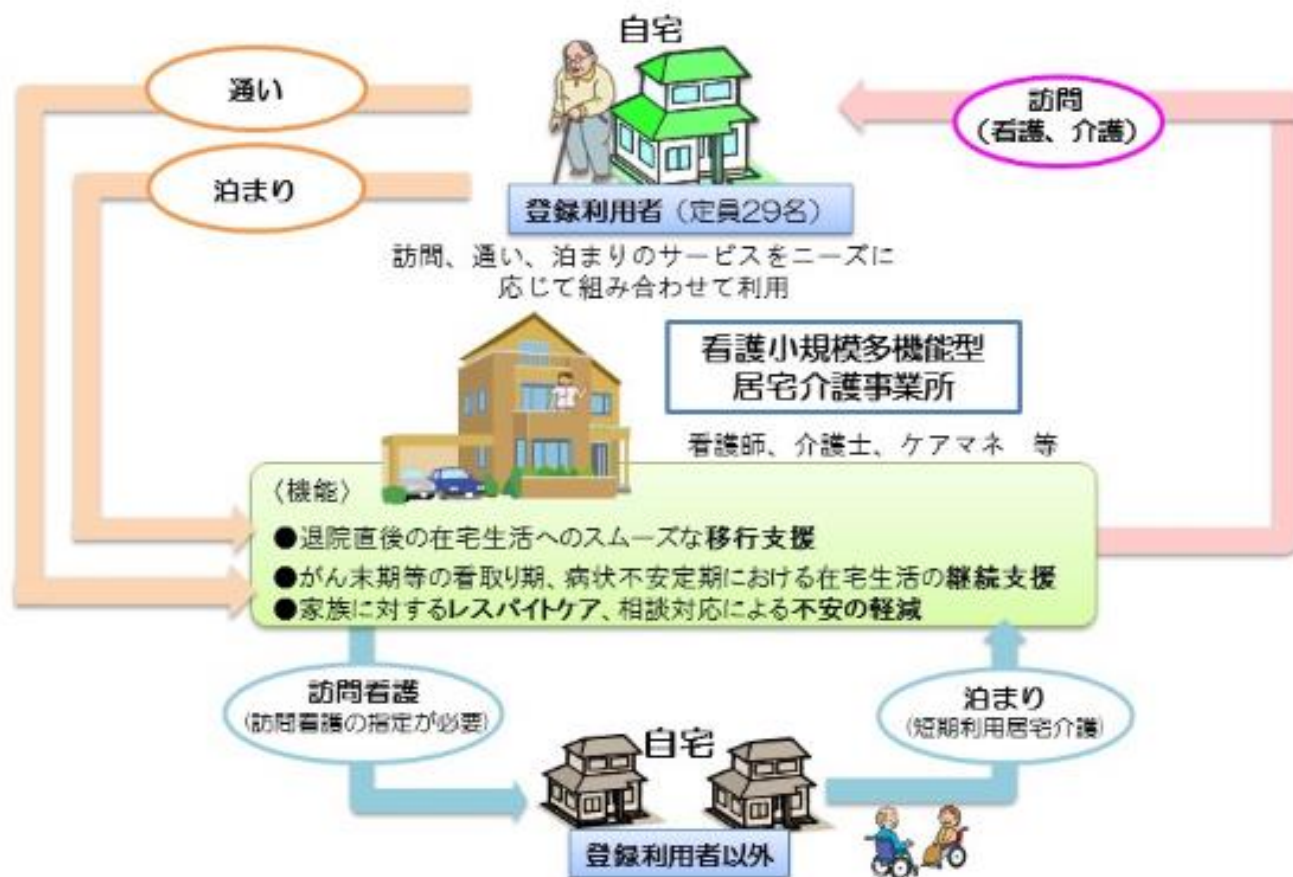 自宅
通い
訪問
(看護、介護)
泊まり
登録利用者（定員29名）
訪問、通い、泊まりのサービスをニーズに
応じて組み合わせて利用
看護小規模多機能型
居宅介護事業所
看護師、介護士、ケアマネ　等
〈機能〉
●退院直後の在宅生活へのスムーズな移行支援
●がん末期等の看取り期、病状不安定期における在宅生活の継続支援
●家族に対するレスパイトケア、相談対応による不安の軽減
訪問看護
(訪問看護の指定が必要)
泊まり
(短期利用居宅介護)
自宅
登録利用者以外